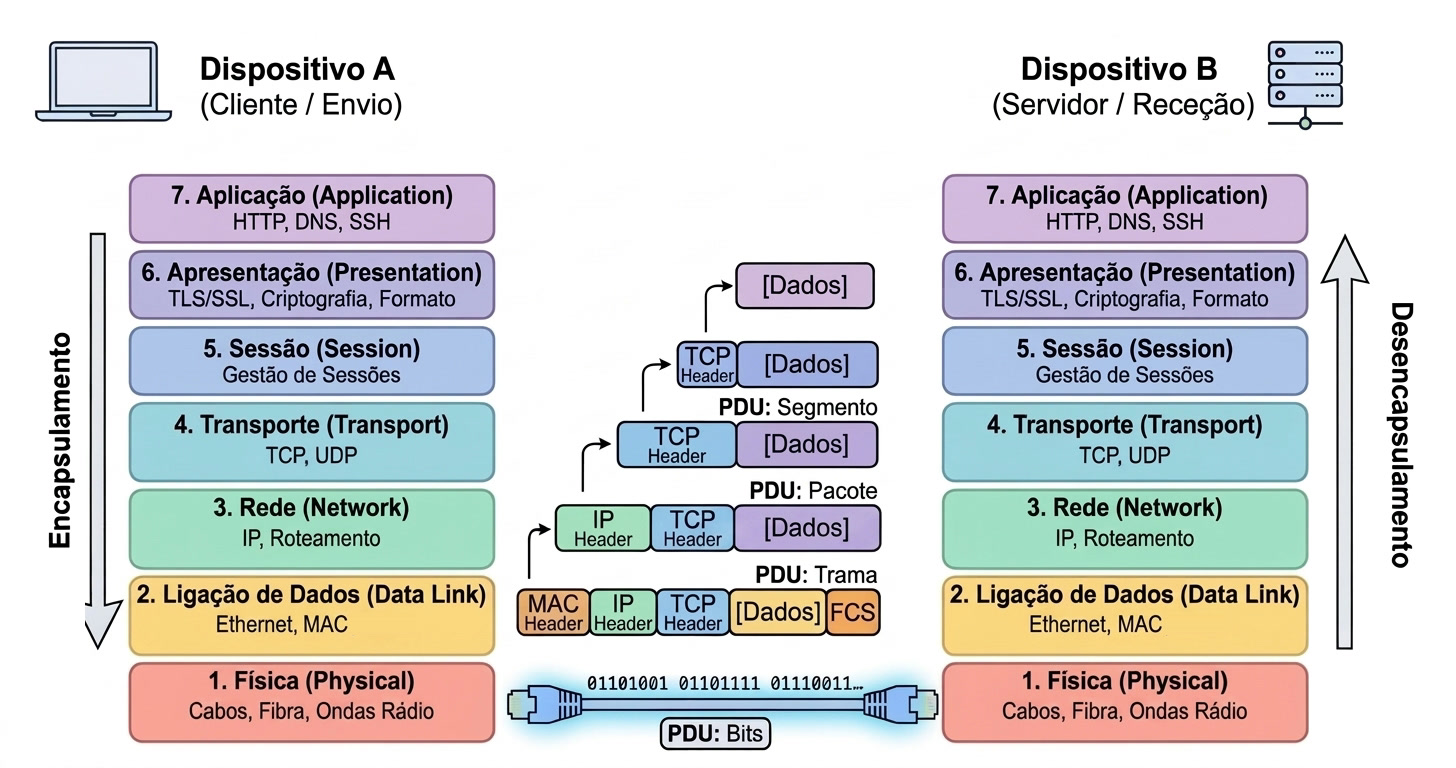 Dispositivo A
(Cliente / Envio)
Dispositivo B
(Servidor / Receção)
Encapsulamento
7. Aplicação (Application)
HTTP, DNS, SSH
6. Apresentação (Presentation)
TLS/SSL, Criptografia, Formato
5. Sessão (Session)
Gestão de Sessões
4. Transporte (Transport)
TCP, UDP
3. Rede (Network)
IP, Roteamento
2. Ligação de Dados (Data Link)
Ethernet, MAC
1. Física (Physical)
Cabos, Fibra, Ondas Rádio
[Dados]
TCP Header [Dados]
PDU: Segmento
TCP Header [Dados]
PDU: Pacote
IP Header TCP Header [Dados]
PDU: Trama
MAC Header IP Header TCP Header [Dados] FCS
01101001 01101111 01110011...
PDU: Bits
7. Aplicação (Application)
HTTP, DNS, SSH
6. Apresentação (Presentation)
TLS/SSL, Criptografia, Formato
5. Sessão (Session)
Gestão de Sessões
4. Transporte (Transport)
TCP, UDP
3. Rede (Network)
IP, Roteamento
2. Ligação de Dados (Data Link)
Ethernet, MAC
1. Física (Physical)
Cabos, Fibra, Ondas Rádio
Desencapsulamento